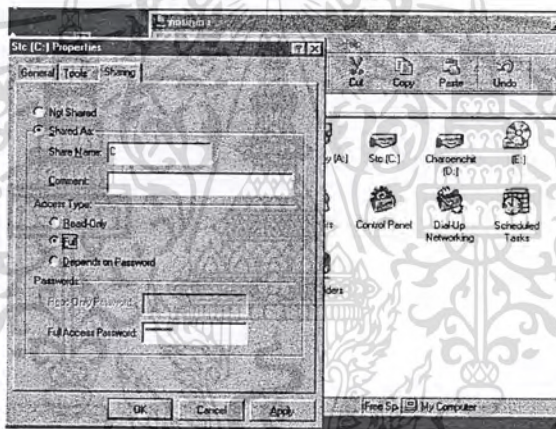 Stc (C:) Properties
General Tools Sharing
Not Shared
Shared As:
Share Name: C
Comment:
Access Type:
Read-Only
Full
Depends on Password
Passwords:
Read-Only Password:
Full Access Password:
OK Cancel Apply
Cut Copy Paste Undo
Stc (C:) Charoenchit (D:) (E:)
Control Panel Dial-Up Networking Scheduled Tasks
My Computer